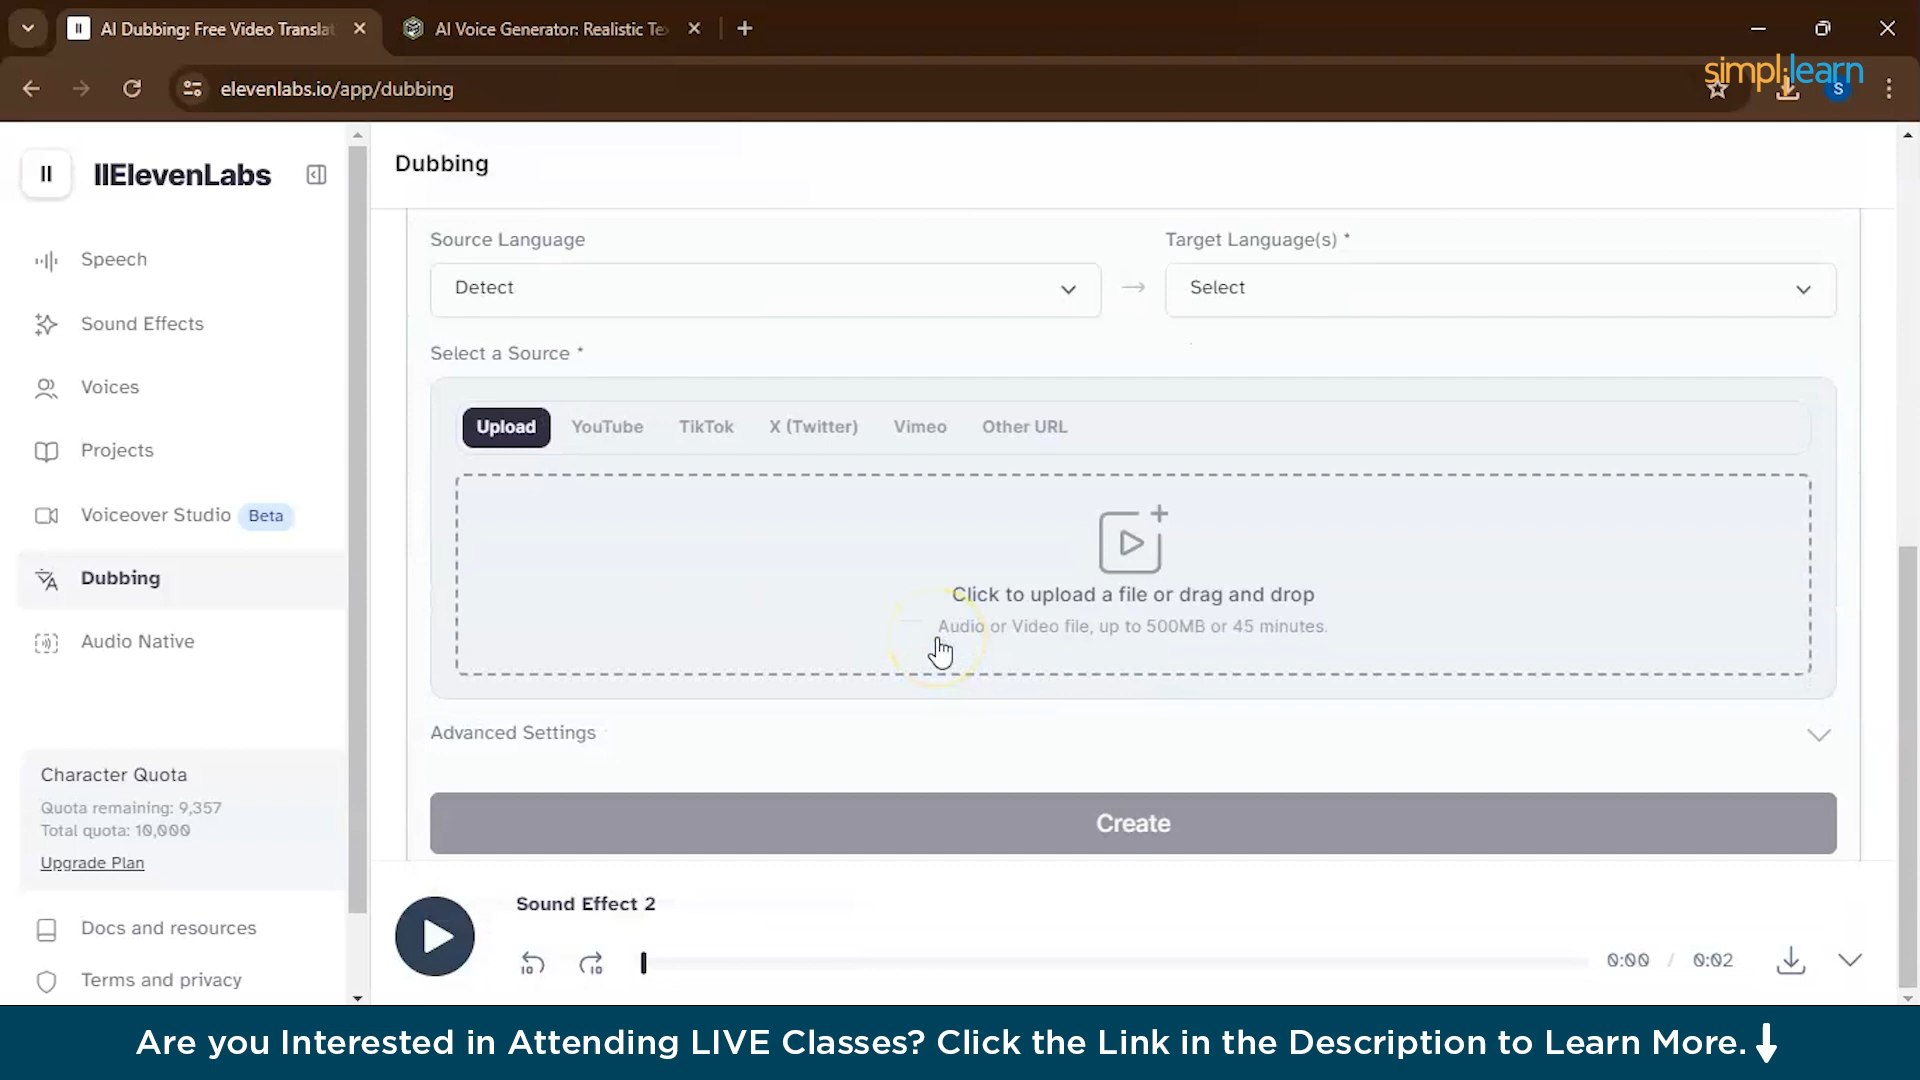 AI Dubbing: Free Video Translat
AI Voice Generator: Realistic Te
elevenlabs.io/app/dubbing
simplilearn
S
IIElevenLabs
Speech
Sound Effects
Voices
Projects
Voiceover Studio Beta
Dubbing
Audio Native
Character Quota
Quota remaining: 9,357
Total quota: 10,000
Upgrade Plan
Docs and resources
Terms and privacy
Dubbing
Source Language
Target Language(s) *
Detect
Select
Select a Source *
Upload YouTube TikTok X (Twitter) Vimeo Other URL
Click to upload a file or drag and drop
Audio or Video file, up to 500MB or 45 minutes.
Advanced Settings
Create
Sound Effect 2
10 10 0:00 / 0:02
Are you Interested in Attending LIVE Classes? Click the Link in the Description to Learn More.